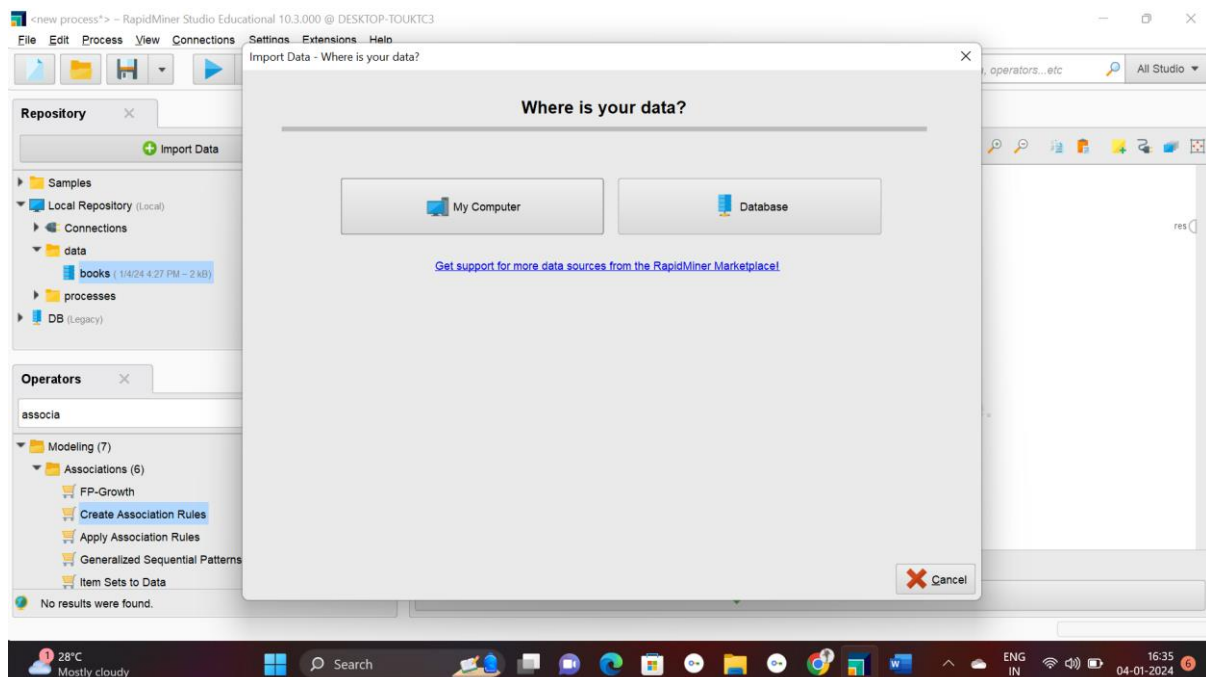 <new process*> – RapidMiner Studio Educational 10.3.000 @ DESKTOP-TOUKTC3
File Edit Process View Connections Settings Extensions Help
Import Data - Where is your data?
operators...etc
All Studio
Where is your data?
Repository
Import Data
Samples
My Computer
Database
Local Repository (Local)
Connections
res
data
Get support for more data sources from the RapidMiner Marketplace!
books ( 1/4/24 4:27 PM – 2 kB)
processes
DB (Legacy)
Operators
associa
Modeling (7)
Associations (6)
FP-Growth
Create Association Rules
Apply Association Rules
Generalized Sequential Patterns
Item Sets to Data
Cancel
No results were found.
1
28°C
Mostly cloudy
Search
ENG
IN
16:35
04-01-2024
6